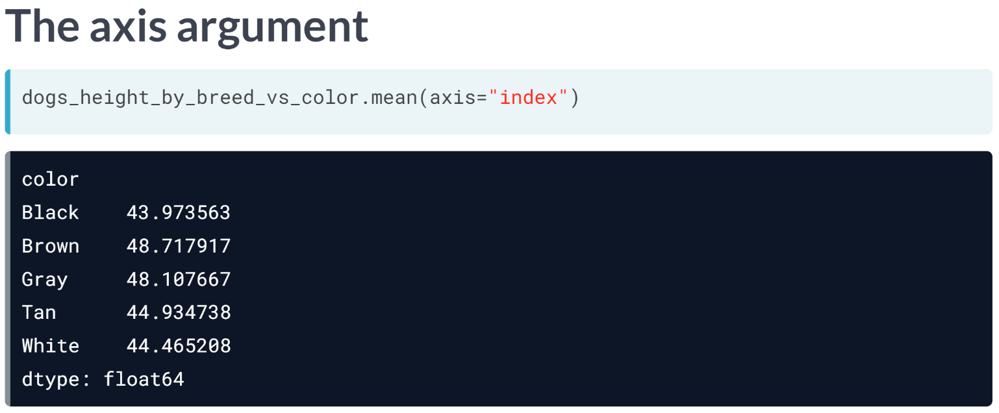 The axis argument
dogs_height_by_breed_vs_color.mean(axis="index")
color
Black    43.973563
Brown    48.717917
Gray     48.107667
Tan      44.934738
White    44.465208
dtype: float64